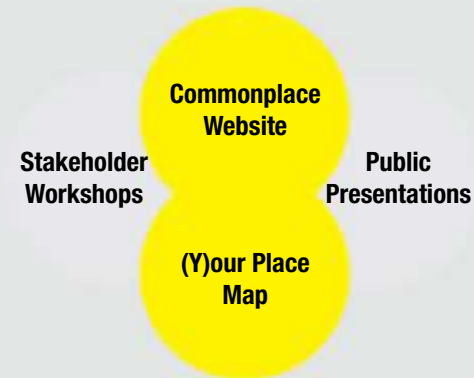 Commonplace
Website
Stakeholder
Workshops
Public
Presentations
(Y)our Place
Map